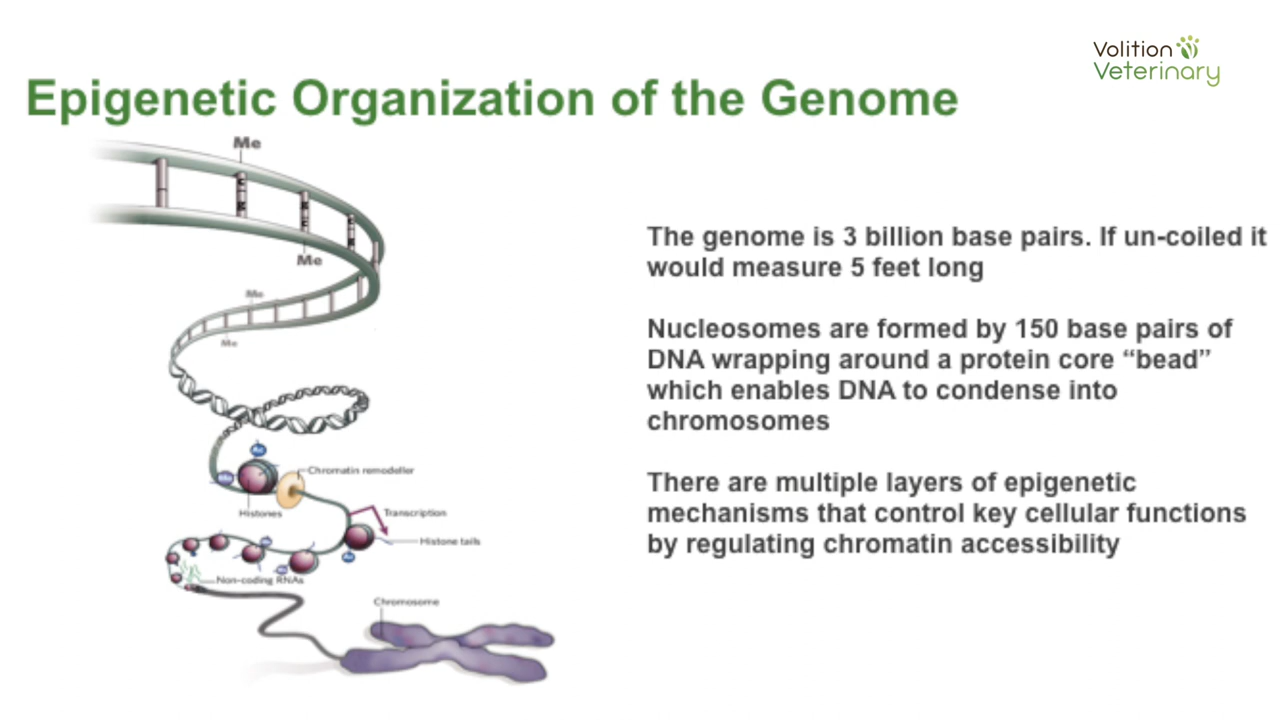 Volition
Veterinary
Epigenetic Organization of the Genome
Me
Me
Me
Me
Ac
Chromatin remodeller
Histones
Transcription
Histone tails
Ac
Non-coding RNAs
Chromosome
The genome is 3 billion base pairs. If un-coiled it
would measure 5 feet long
Nucleosomes are formed by 150 base pairs of
DNA wrapping around a protein core “bead”
which enables DNA to condense into
chromosomes
There are multiple layers of epigenetic
mechanisms that control key cellular functions
by regulating chromatin accessibility